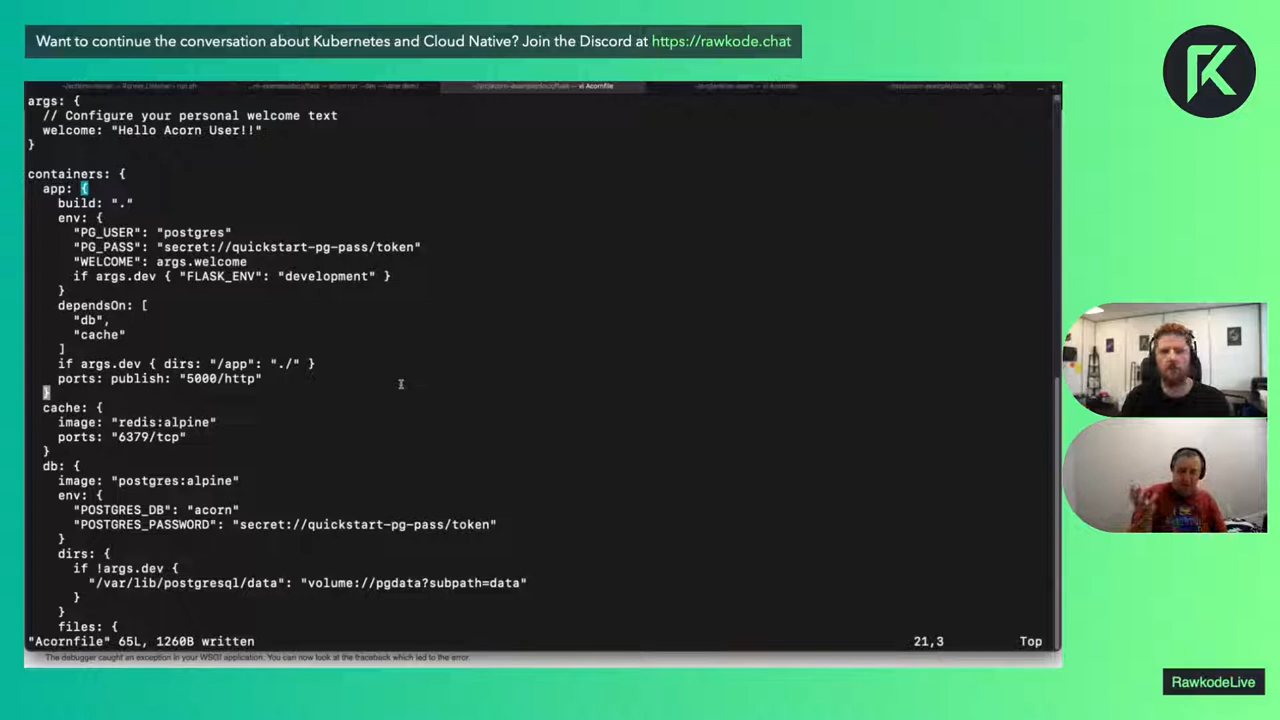 Want to continue the conversation about Kubernetes and Cloud Native? Join the Discord at https://rawkode.chat
vi Acornfile
args: {
  // Configure your personal welcome text
  welcome: "Hello Acorn User!!"
}
containers: {
  app: {
    build: "."
    env: {
      "PG_USER": "postgres"
      "PG_PASS": "secret://quickstart-pg-pass/token"
      "WELCOME": args.welcome
      if args.dev { "FLASK_ENV": "development" }
    }
    dependsOn: [
      "db",
      "cache"
    ]
    if args.dev { dirs: "/app": "./" }
    ports: publish: "5000/http"
  }
  cache: {
    image: "redis:alpine"
    ports: "6379/tcp"
  }
  db: {
    image: "postgres:alpine"
    env: {
      "POSTGRES_DB": "acorn"
      "POSTGRES_PASSWORD": "secret://quickstart-pg-pass/token"
    }
    dirs: {
      if !args.dev {
        "/var/lib/postgresql/data": "volume://pgdata?subpath=data"
      }
    }
    files: {
"Acornfile" 65L, 1260B written 21,3 Top
The debugger caught an exception in your WSGI application. You can now look at the traceback which led to the error.
RawkodeLive